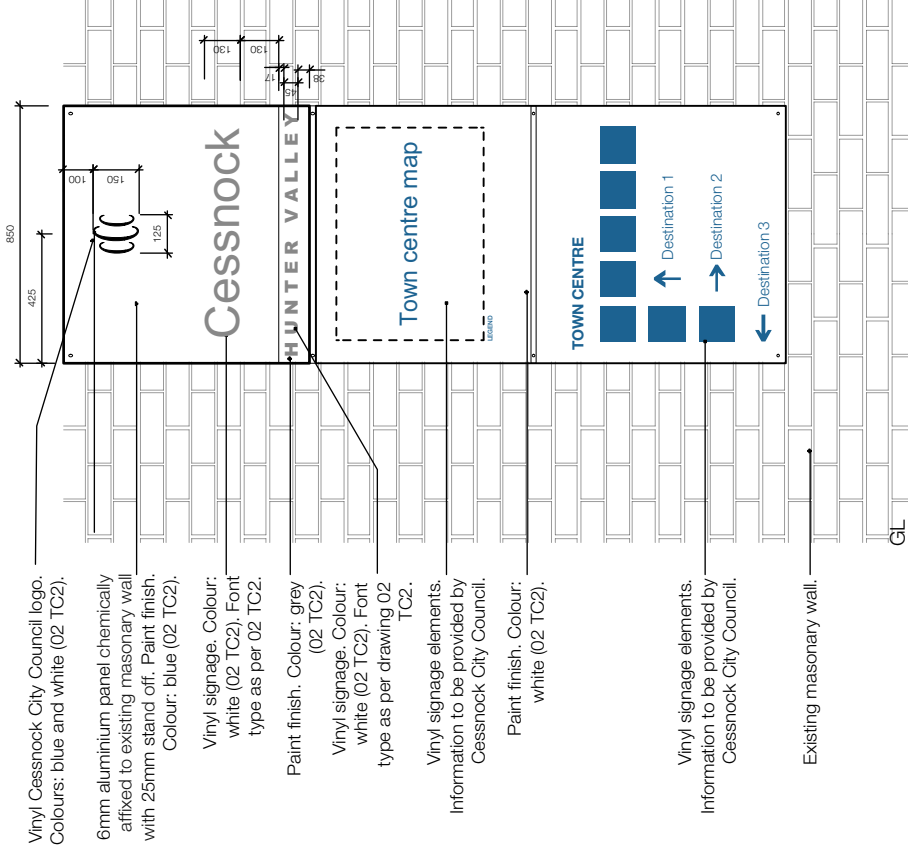 Vinyl Cessnock City Council logo.
Colours: blue and white (02 TC2).
6mm aluminium panel chemically
affixed to existing masonary wall
with 25mm stand off. Paint finish.
Colour: blue (02 TC2).
Vinyl signage. Colour:
white (02 TC2). Font
type as per 02 TC2.
Paint finish. Colour: grey
(02 TC2).
Vinyl signage. Colour:
white (02 TC2). Font
type as per drawing 02
TC2.
Vinyl signage elements.
Information to be provided by
Cessnock City Council.
Paint finish. Colour:
white (02 TC2).
Vinyl signage elements.
Information to be provided by
Cessnock City Council.
Existing masonary wall.
GL
850
425
100
150
125
130
130
17
45
38
Cessnock
HUNTER VALLEY
Town centre map
LEGEND
TOWN CENTRE
Destination 1
Destination 2
Destination 3